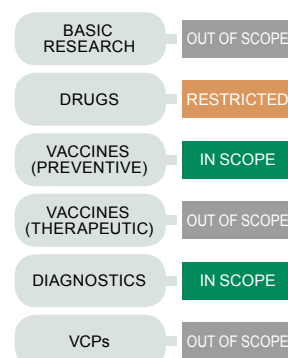 BASIC
RESEARCH
OUT OF SCOPE
DRUGS
RESTRICTED
VACCINES
(PREVENTIVE)
IN SCOPE
VACCINES
(THERAPEUTIC)
OUT OF SCOPE
DIAGNOSTICS
IN SCOPE
VCPs
OUT OF SCOPE